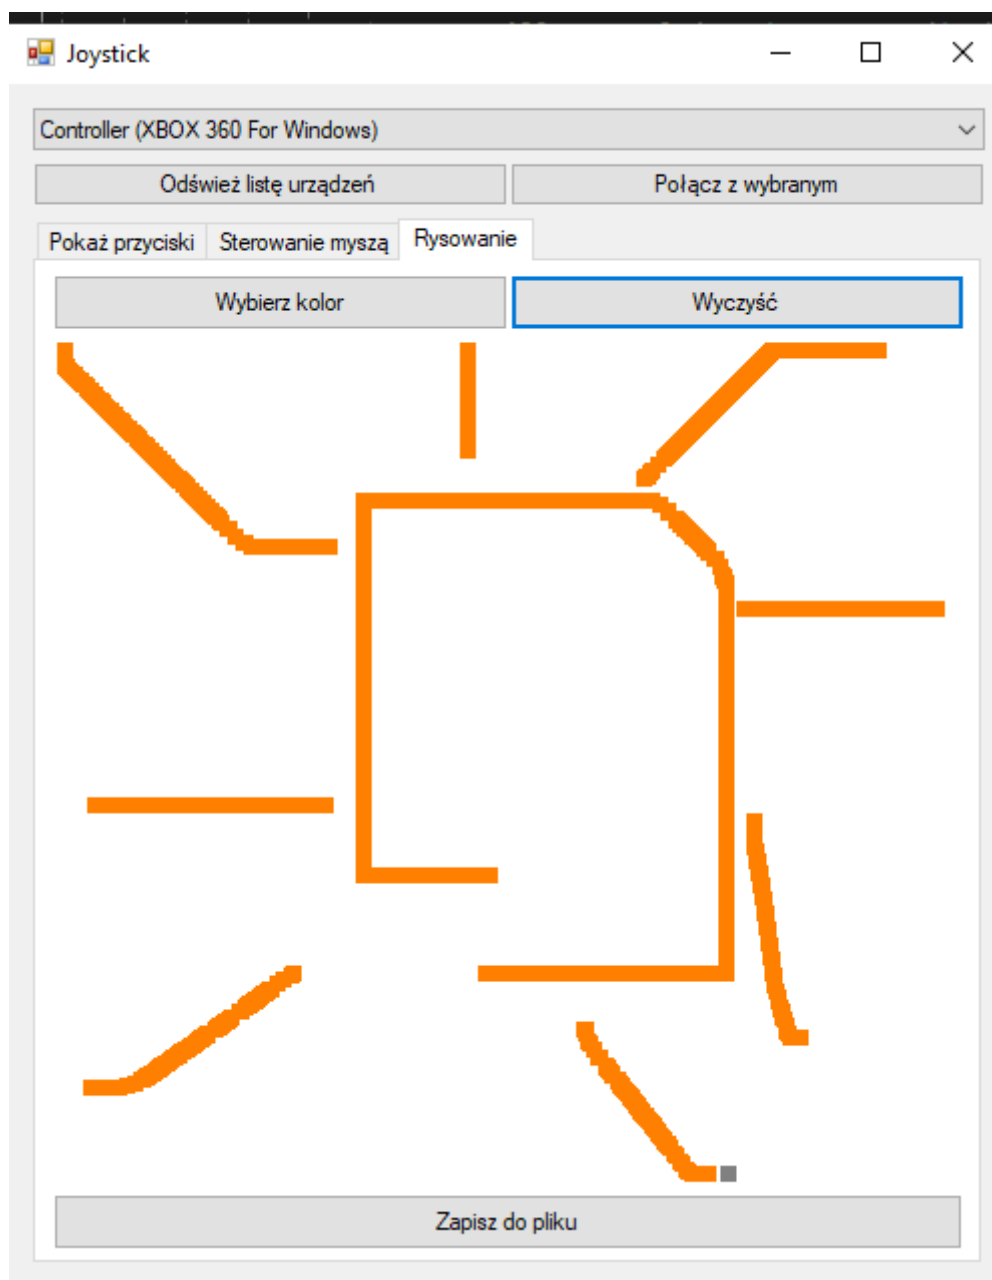 Joystick
Controller (XBOX 360 For Windows)
Odśwież listę urządzeń Połącz z wybranym
Pokaż przyciski Sterowanie myszą Rysowanie
Wybierz kolor Wyczyść
Zapisz do pliku